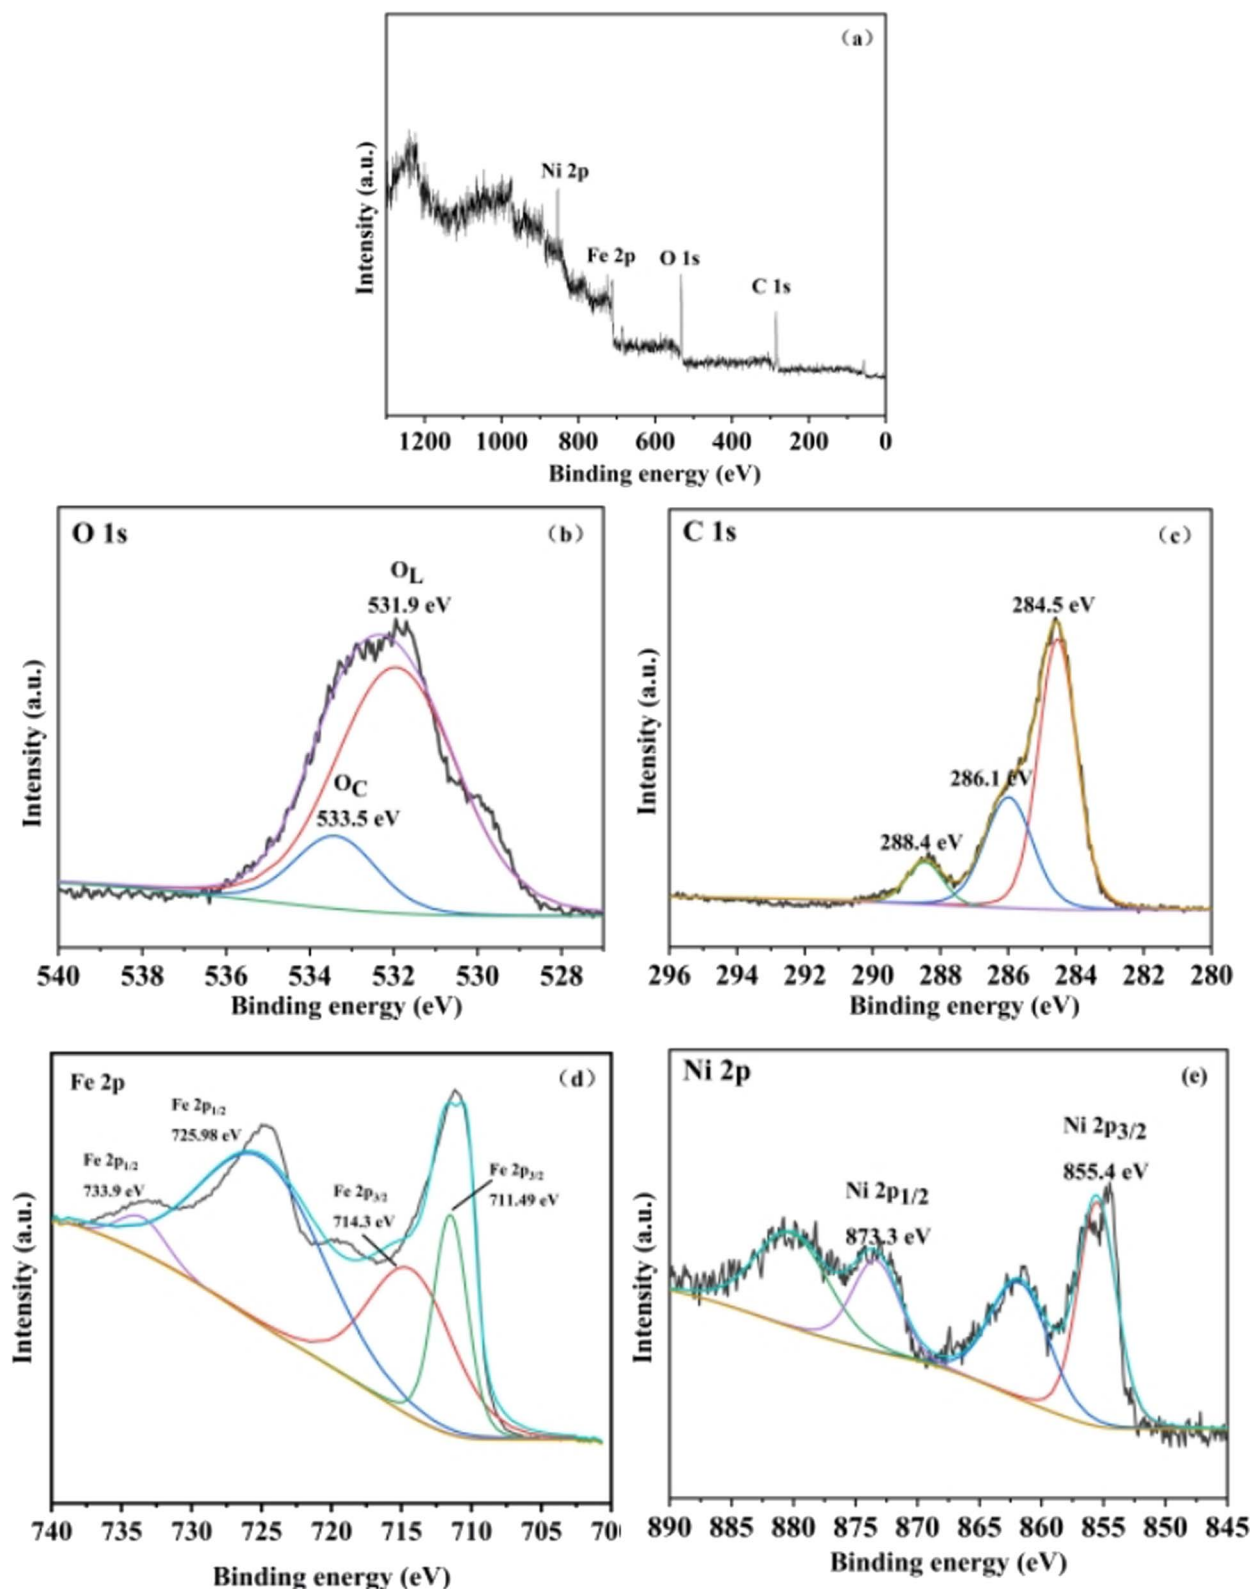 (a)
Ni 2p
Fe 2p
O 1s
C 1s
Intensity (a.u.)
1200 1000 800 600 400 200 0
Binding energy (eV)
O 1s
(b)
O_L
531.9 eV
O_C
533.5 eV
Intensity (a.u.)
540 538 536 534 532 530 528
Binding energy (eV)
C 1s
(c)
284.5 eV
286.1 eV
288.4 eV
Intensity (a.u.)
296 294 292 290 288 286 284 282 280
Binding energy (eV)
Fe 2p
(d)
Fe 2p1/2
725.98 eV
Fe 2p1/2
733.9 eV
Fe 2p3/2
714.3 eV
Fe 2p3/2
711.49 eV
Intensity (a.u.)
740 735 730 725 720 715 710 705
Binding energy (eV)
Ni 2p
(e)
Ni 2p3/2
855.4 eV
Ni 2p1/2
873.3 eV
Intensity (a.u.)
890 885 880 875 870 865 860 855 850 845
Binding energy (eV)